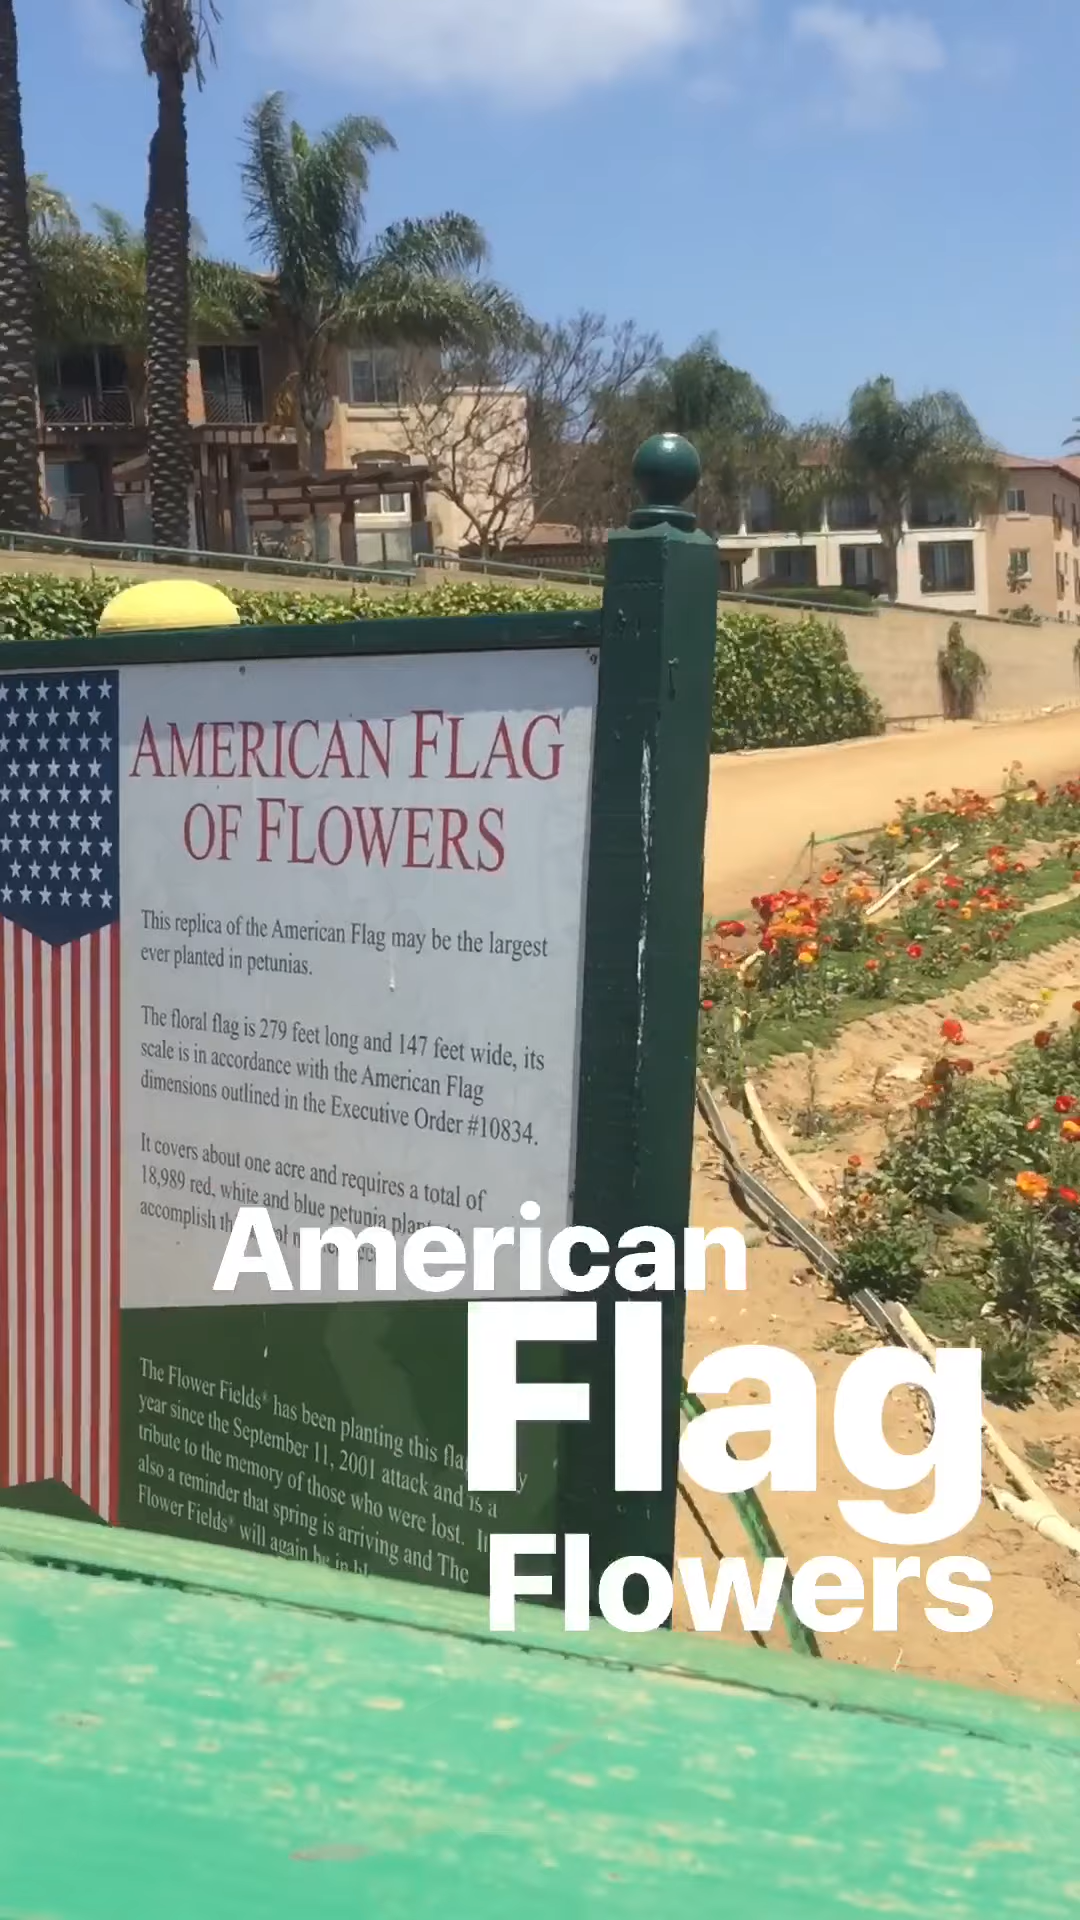 AMERICAN FLAG
OF FLOWERS
This replica of the American Flag may be the largest
ever planted in petunias.
The floral flag is 279 feet long and 147 feet wide, its
scale is in accordance with the American Flag
dimensions outlined in the Executive Order #10834.
It covers about one acre and requires a total of
18,989 red, white and blue petunia
accomplish
American
Flag
Flowers
The Flower Fields® has been planting this
year since the September 11, 2001 attack and is a
tribute to the memory of those who were lost.
also a reminder that spring is arriving and The
Flower Fields® will again be in